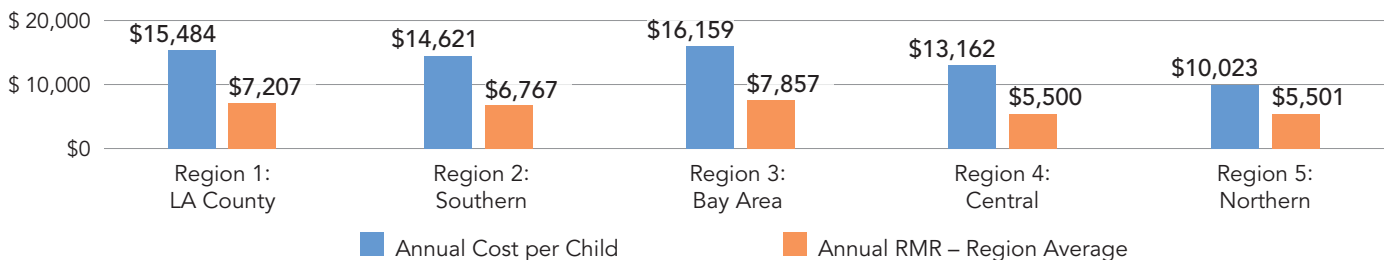 $ 20,000
$ 10,000
$0
$15,484
$7,207
$14,621
$6,767
$16,159
$7,857
$13,162
$5,500
$10,023
$5,501
Region 1:
LA County
Region 2:
Southern
Region 3:
Bay Area
Region 4:
Central
Region 5:
Northern
Annual Cost per Child
Annual RMR – Region Average